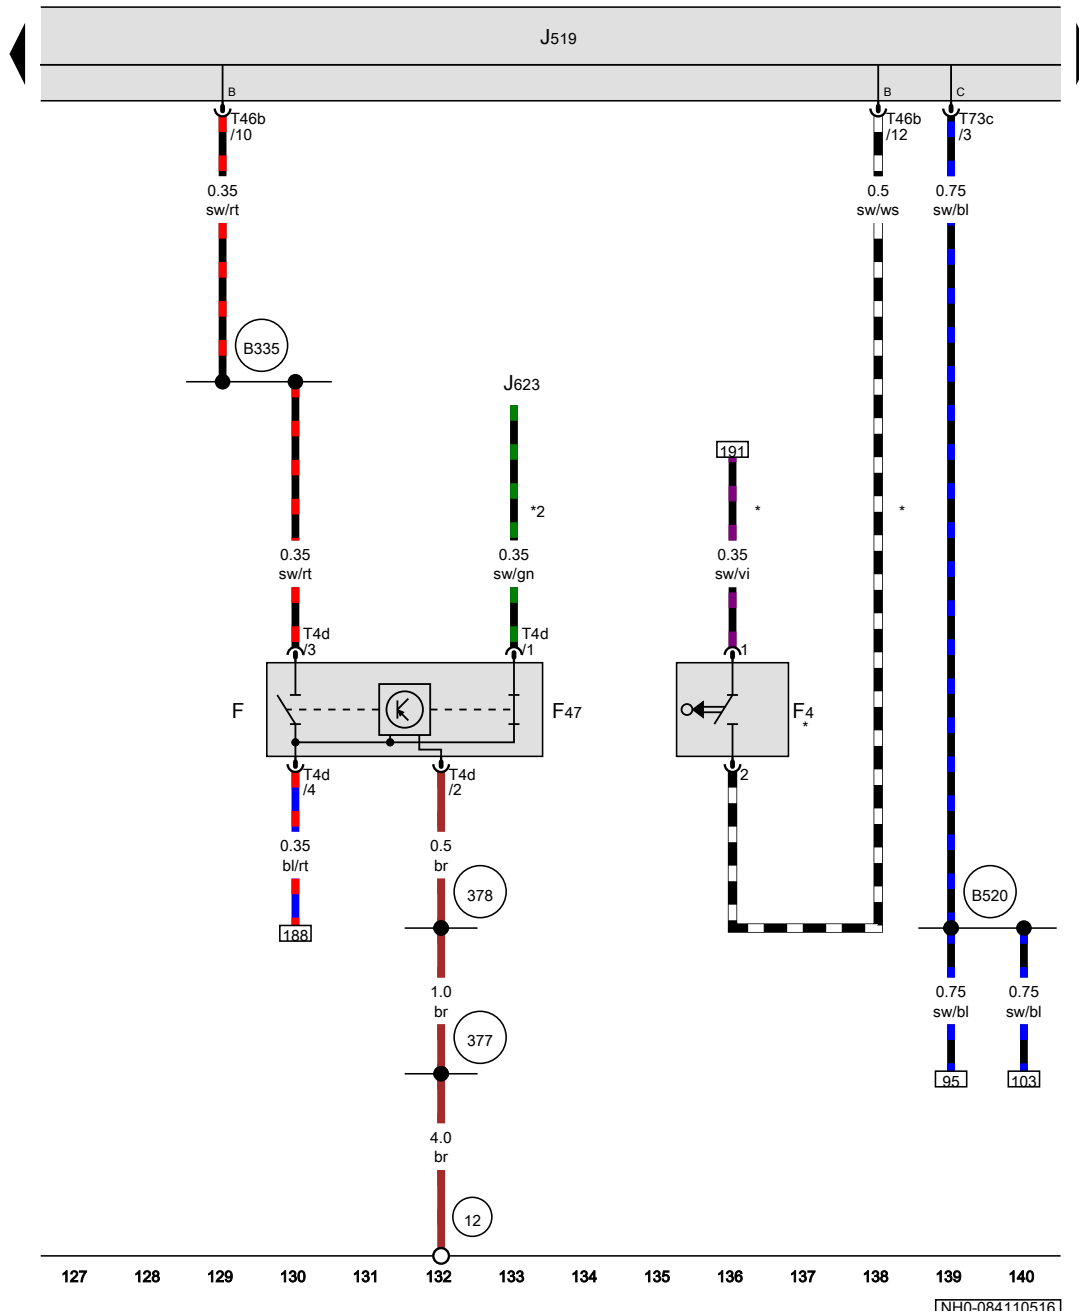 J519
B
B
C
T46b
/10
T46b
/12
T73c
/3
0.35
sw/rt
0.5
sw/ws
0.75
sw/bl
B335
J623
191
*2
*
*
0.35
sw/rt
0.35
sw/gn
0.35
sw/vi
T4d
/3
T4d
/1
1
F
F47
F4
*
T4d
/4
T4d
/2
2
0.35
bl/rt
0.5
br
378
B520
188
1.0
br
0.75
sw/bl
0.75
sw/bl
377
95
103
4.0
br
12
127 128 129 130 131 132 133 134 135 136 137 138 139 140
NH0-084110516